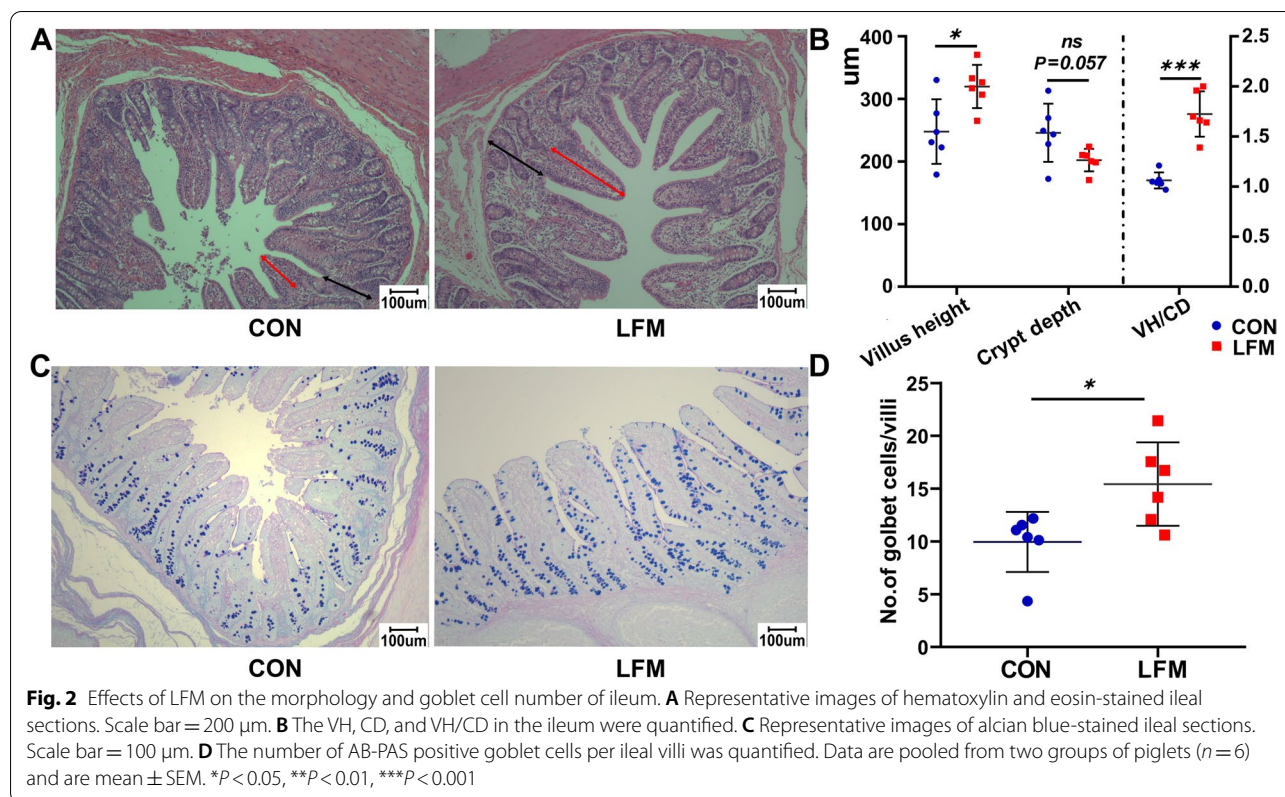 A
100um
CON
100um
LFM
B
um
400
300
200
100
0
*
ns
P=0.057
***
2.5
2.0
1.5
1.0
0.5
0.0
Villus height
Crypt depth
VH/CD
CON
LFM
C
100um
CON
100um
LFM
D
No.of golbet cells/villi
25
20
15
10
5
0
*
CON
LFM
Fig. 2 Effects of LFM on the morphology and goblet cell number of ileum. A Representative images of hematoxylin and eosin-stained ileal
sections. Scale bar = 200 μm. B The VH, CD, and VH/CD in the ileum were quantified. C Representative images of alcian blue-stained ileal sections.
Scale bar = 100 μm. D The number of AB-PAS positive goblet cells per ileal villi was quantified. Data are pooled from two groups of piglets (n = 6)
and are mean ± SEM. *P < 0.05, **P < 0.01, ***P < 0.001